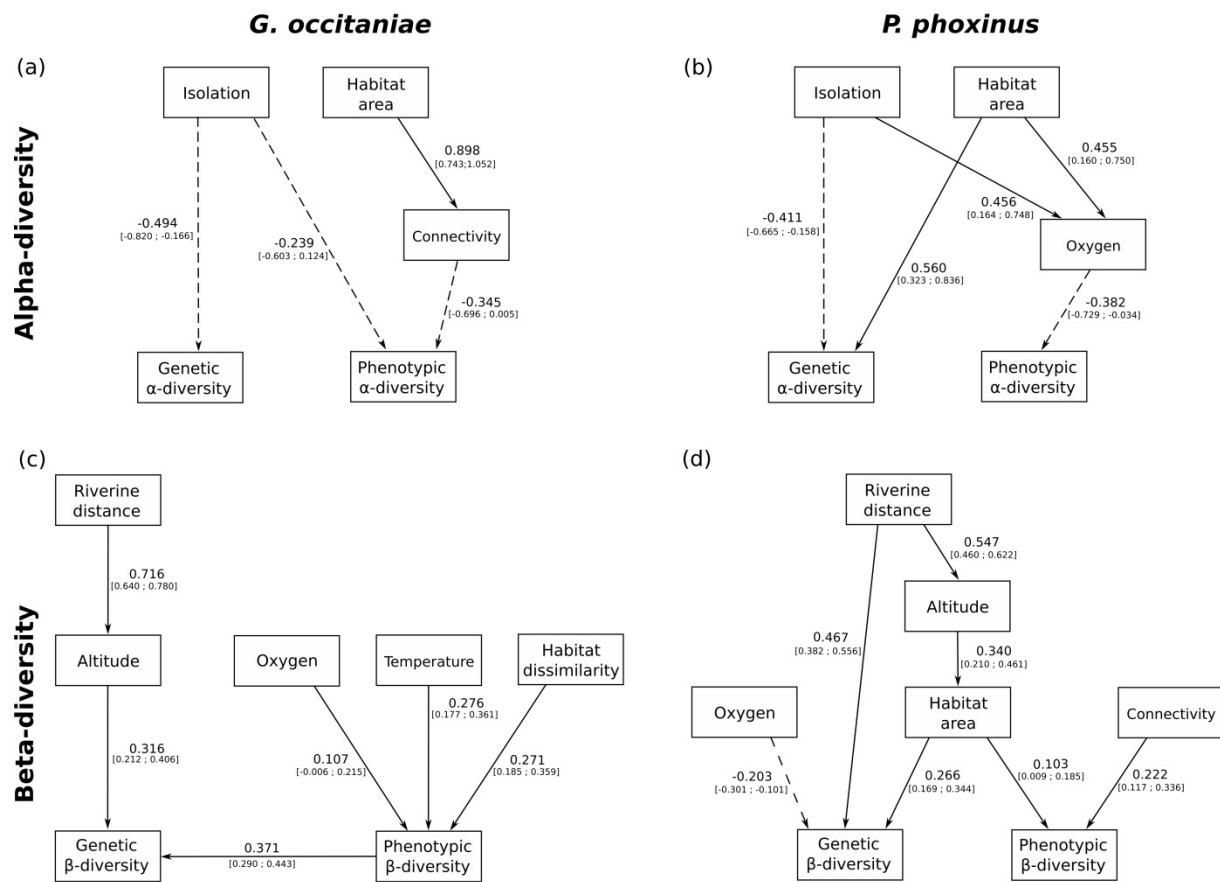 G. occitaniae
P. phoxinus
Alpha-diversity
(a)
Isolation
Habitat
area
0.898
[0.743;1.052]
-0.494
[-0.820 ; -0.166]
-0.239
[-0.603 ; 0.124]
Connectivity
-0.345
[-0.696 ; 0.005]
Genetic
α-diversity
Phenotypic
α-diversity
(b)
Isolation
Habitat
area
0.455
[0.160 ; 0.750]
0.456
[0.164 ; 0.748]
-0.411
[-0.665 ; -0.158]
Oxygen
0.560
[0.323 ; 0.836]
-0.382
[-0.729 ; -0.034]
Genetic
α-diversity
Phenotypic
α-diversity
Beta-diversity
(c)
Riverine
distance
0.716
[0.640 ; 0.780]
Altitude
Oxygen
Temperature
Habitat
dissimilarity
0.316
[0.212 ; 0.406]
0.107
[-0.006 ; 0.215]
0.276
[0.177 ; 0.361]
0.271
[0.185 ; 0.359]
Genetic
β-diversity
0.371
[0.290 ; 0.443]
Phenotypic
β-diversity
(d)
Riverine
distance
0.547
[0.460 ; 0.622]
Altitude
0.467
[0.382 ; 0.556]
0.340
[0.210 ; 0.461]
Oxygen
Habitat
area
Connectivity
-0.203
[-0.301 ; -0.101]
0.266
[0.169 ; 0.344]
0.103
[0.009 ; 0.185]
0.222
[0.117 ; 0.336]
Genetic
β-diversity
Phenotypic
β-diversity